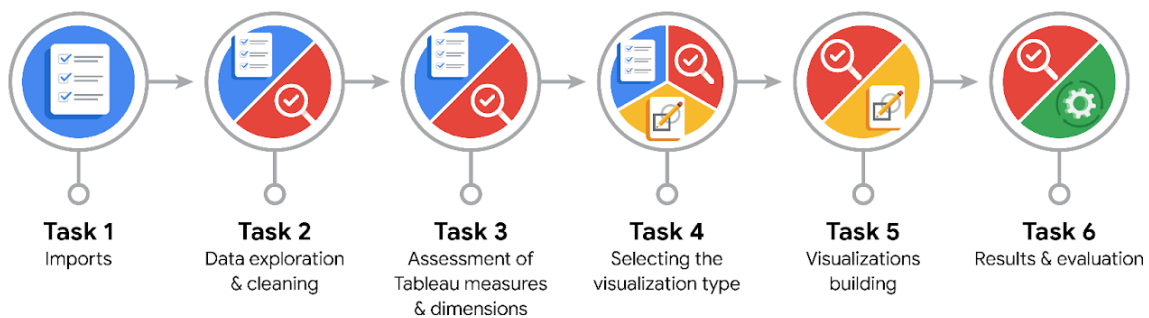 Task 1
Imports
Task 2
Data exploration
& cleaning
Task 3
Assessment of
Tableau measures
& dimensions
Task 4
Selecting the
visualization type
Task 5
Visualizations
building
Task 6
Results & evaluation